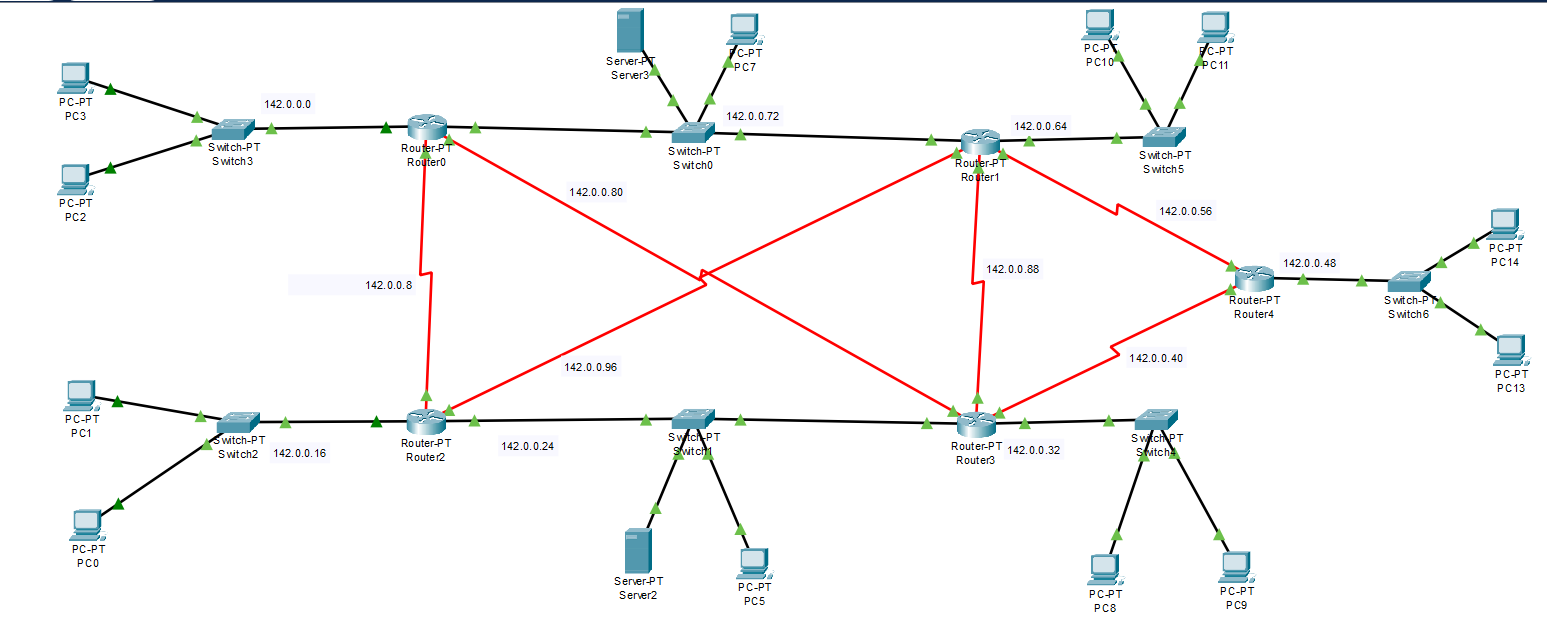 Server-PT
Server3
PC-PT
PC7
PC-PT
PC10
PC-PT
PC11
PC-PT
PC3
142.0.0.0
Switch-PT
Switch3
Router-PT
Router0
142.0.0.72
Switch-PT
Switch0
Router-PT
Router1
142.0.0.64
Switch-PT
Switch5
PC-PT
PC2
142.0.0.80
142.0.0.56
142.0.0.8
142.0.0.88
142.0.0.48
Router-PT
Router4
Switch-PT
Switch6
PC-PT
PC14
142.0.0.96
142.0.0.40
PC-PT
PC13
PC-PT
PC1
Switch-PT
Switch2
142.0.0.16
Router-PT
Router2
142.0.0.24
Switch-PT
Switch1
Router-PT
Router3
142.0.0.32
Switch-PT
Switch4
PC-PT
PC0
Server-PT
Server2
PC-PT
PC5
PC-PT
PC8
PC-PT
PC9